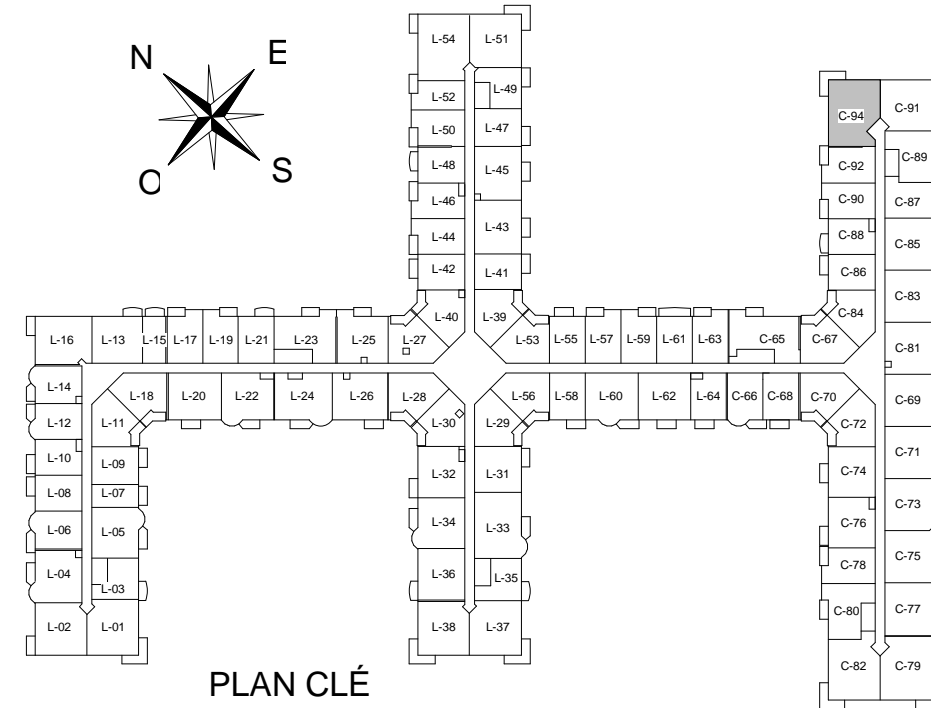 L-54 L-51
N E
L-52 L-49
C-94 C-91
L-50 L-47
C-92 C-89
L-48 L-45
O S
C-90 C-87
L-46
L-44 L-43
C-88 C-85
L-42 L-41
C-86
C-83
L-40 L-39
C-84
L-16 L-13 L-15 L-17 L-19 L-21 L-23 L-25 L-27 L-53 L-55 L-57 L-59 L-61 L-63 C-65 C-67
C-81
L-14
L-18 L-20 L-22 L-24 L-26 L-28 L-56 L-58 L-60 L-62 L-64 C-66 C-68 C-70
C-69
L-12 L-11 L-30 L-29 C-72
L-10 L-09 L-32 L-31 C-74 C-71
L-08 L-07
C-73
L-06 L-05 L-34 L-33 C-76
C-75
L-04 L-03 L-36 L-35 C-78
C-80 C-77
L-02 L-01 L-38 L-37
C-82 C-79
PLAN CLÉ